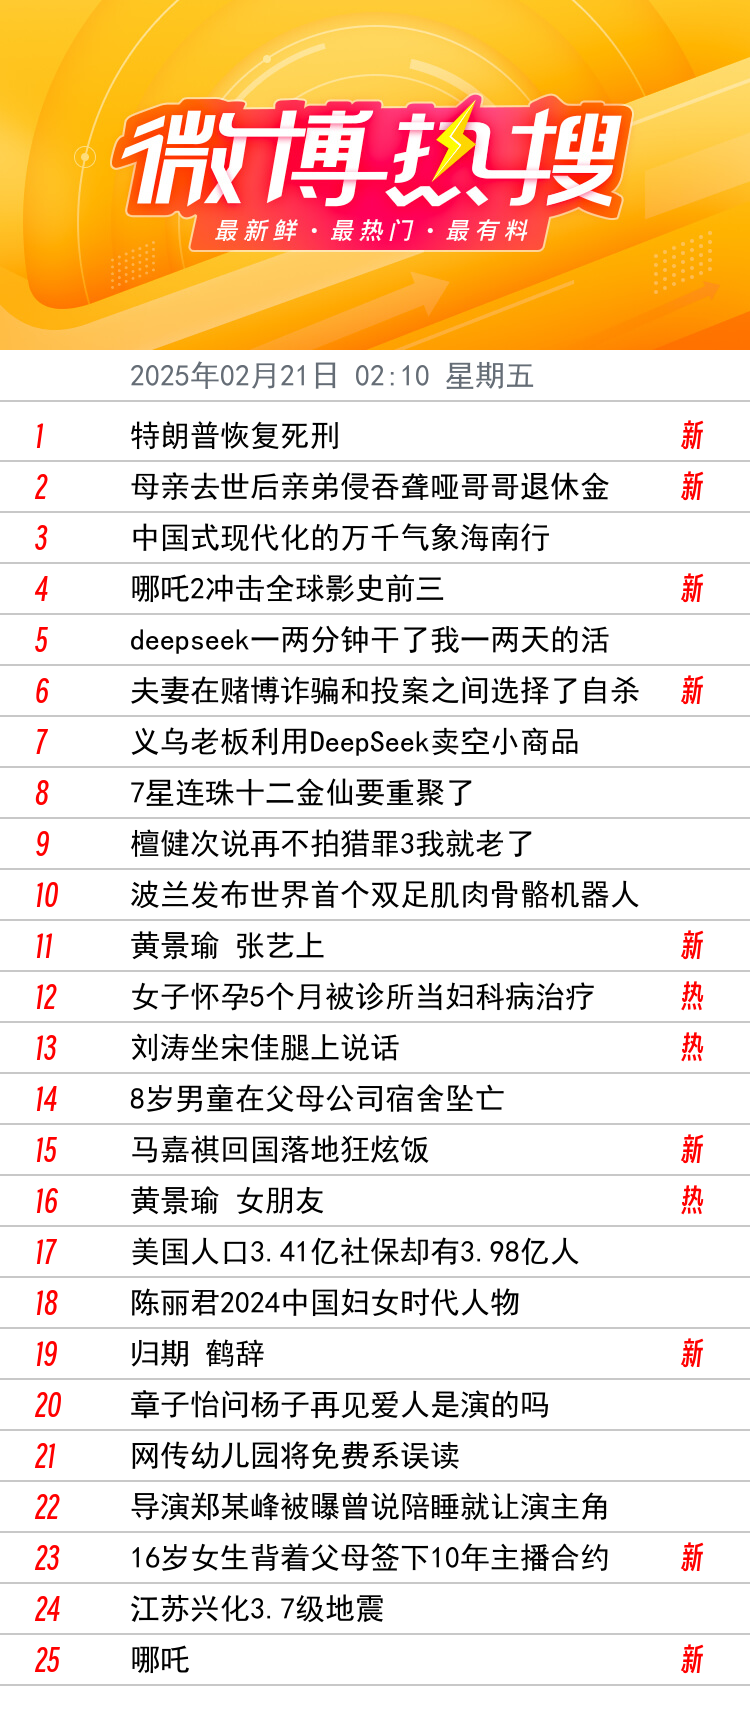 微博热搜
最新鲜·最热门·最有料
2025年02月21日 02:10 星期五
1 特朗普恢复死刑 新
2 母亲去世后亲弟侵吞聋哑哥哥退休金 新
3 中国式现代化的万千气象海南行
4 哪吒2冲击全球影史前三 新
5 deepseek一两分钟干了我一两天的活
6 夫妻在赌博诈骗和投案之间选择了自杀 新
7 义乌老板利用DeepSeek卖空小商品
8 7星连珠十二金仙要重聚了
9 檀健次说再不拍猎罪3我就老了
10 波兰发布世界首个双足肌肉骨骼机器人
11 黄景瑜 张艺上 新
12 女子怀孕5个月被诊所当妇科病治疗 热
13 刘涛坐宋佳腿上说话 热
14 8岁男童在父母公司宿舍坠亡
15 马嘉祺回国落地狂炫饭 新
16 黄景瑜 女朋友 热
17 美国人口3.41亿社保却有3.98亿人
18 陈丽君2024中国妇女时代人物
19 归期 鹤辞 新
20 章子怡问杨子再见爱人是演的吗
21 网传幼儿园将免费系误读
22 导演郑某峰被曝曾说陪睡就让演主角
23 16岁女生背着父母签下10年主播合约 新
24 江苏兴化3.7级地震
25 哪吒 新